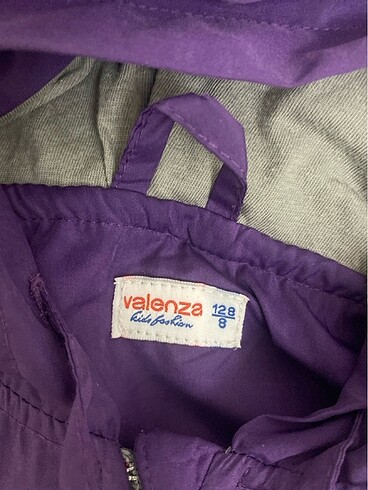 valenza
kids fashion
128
8